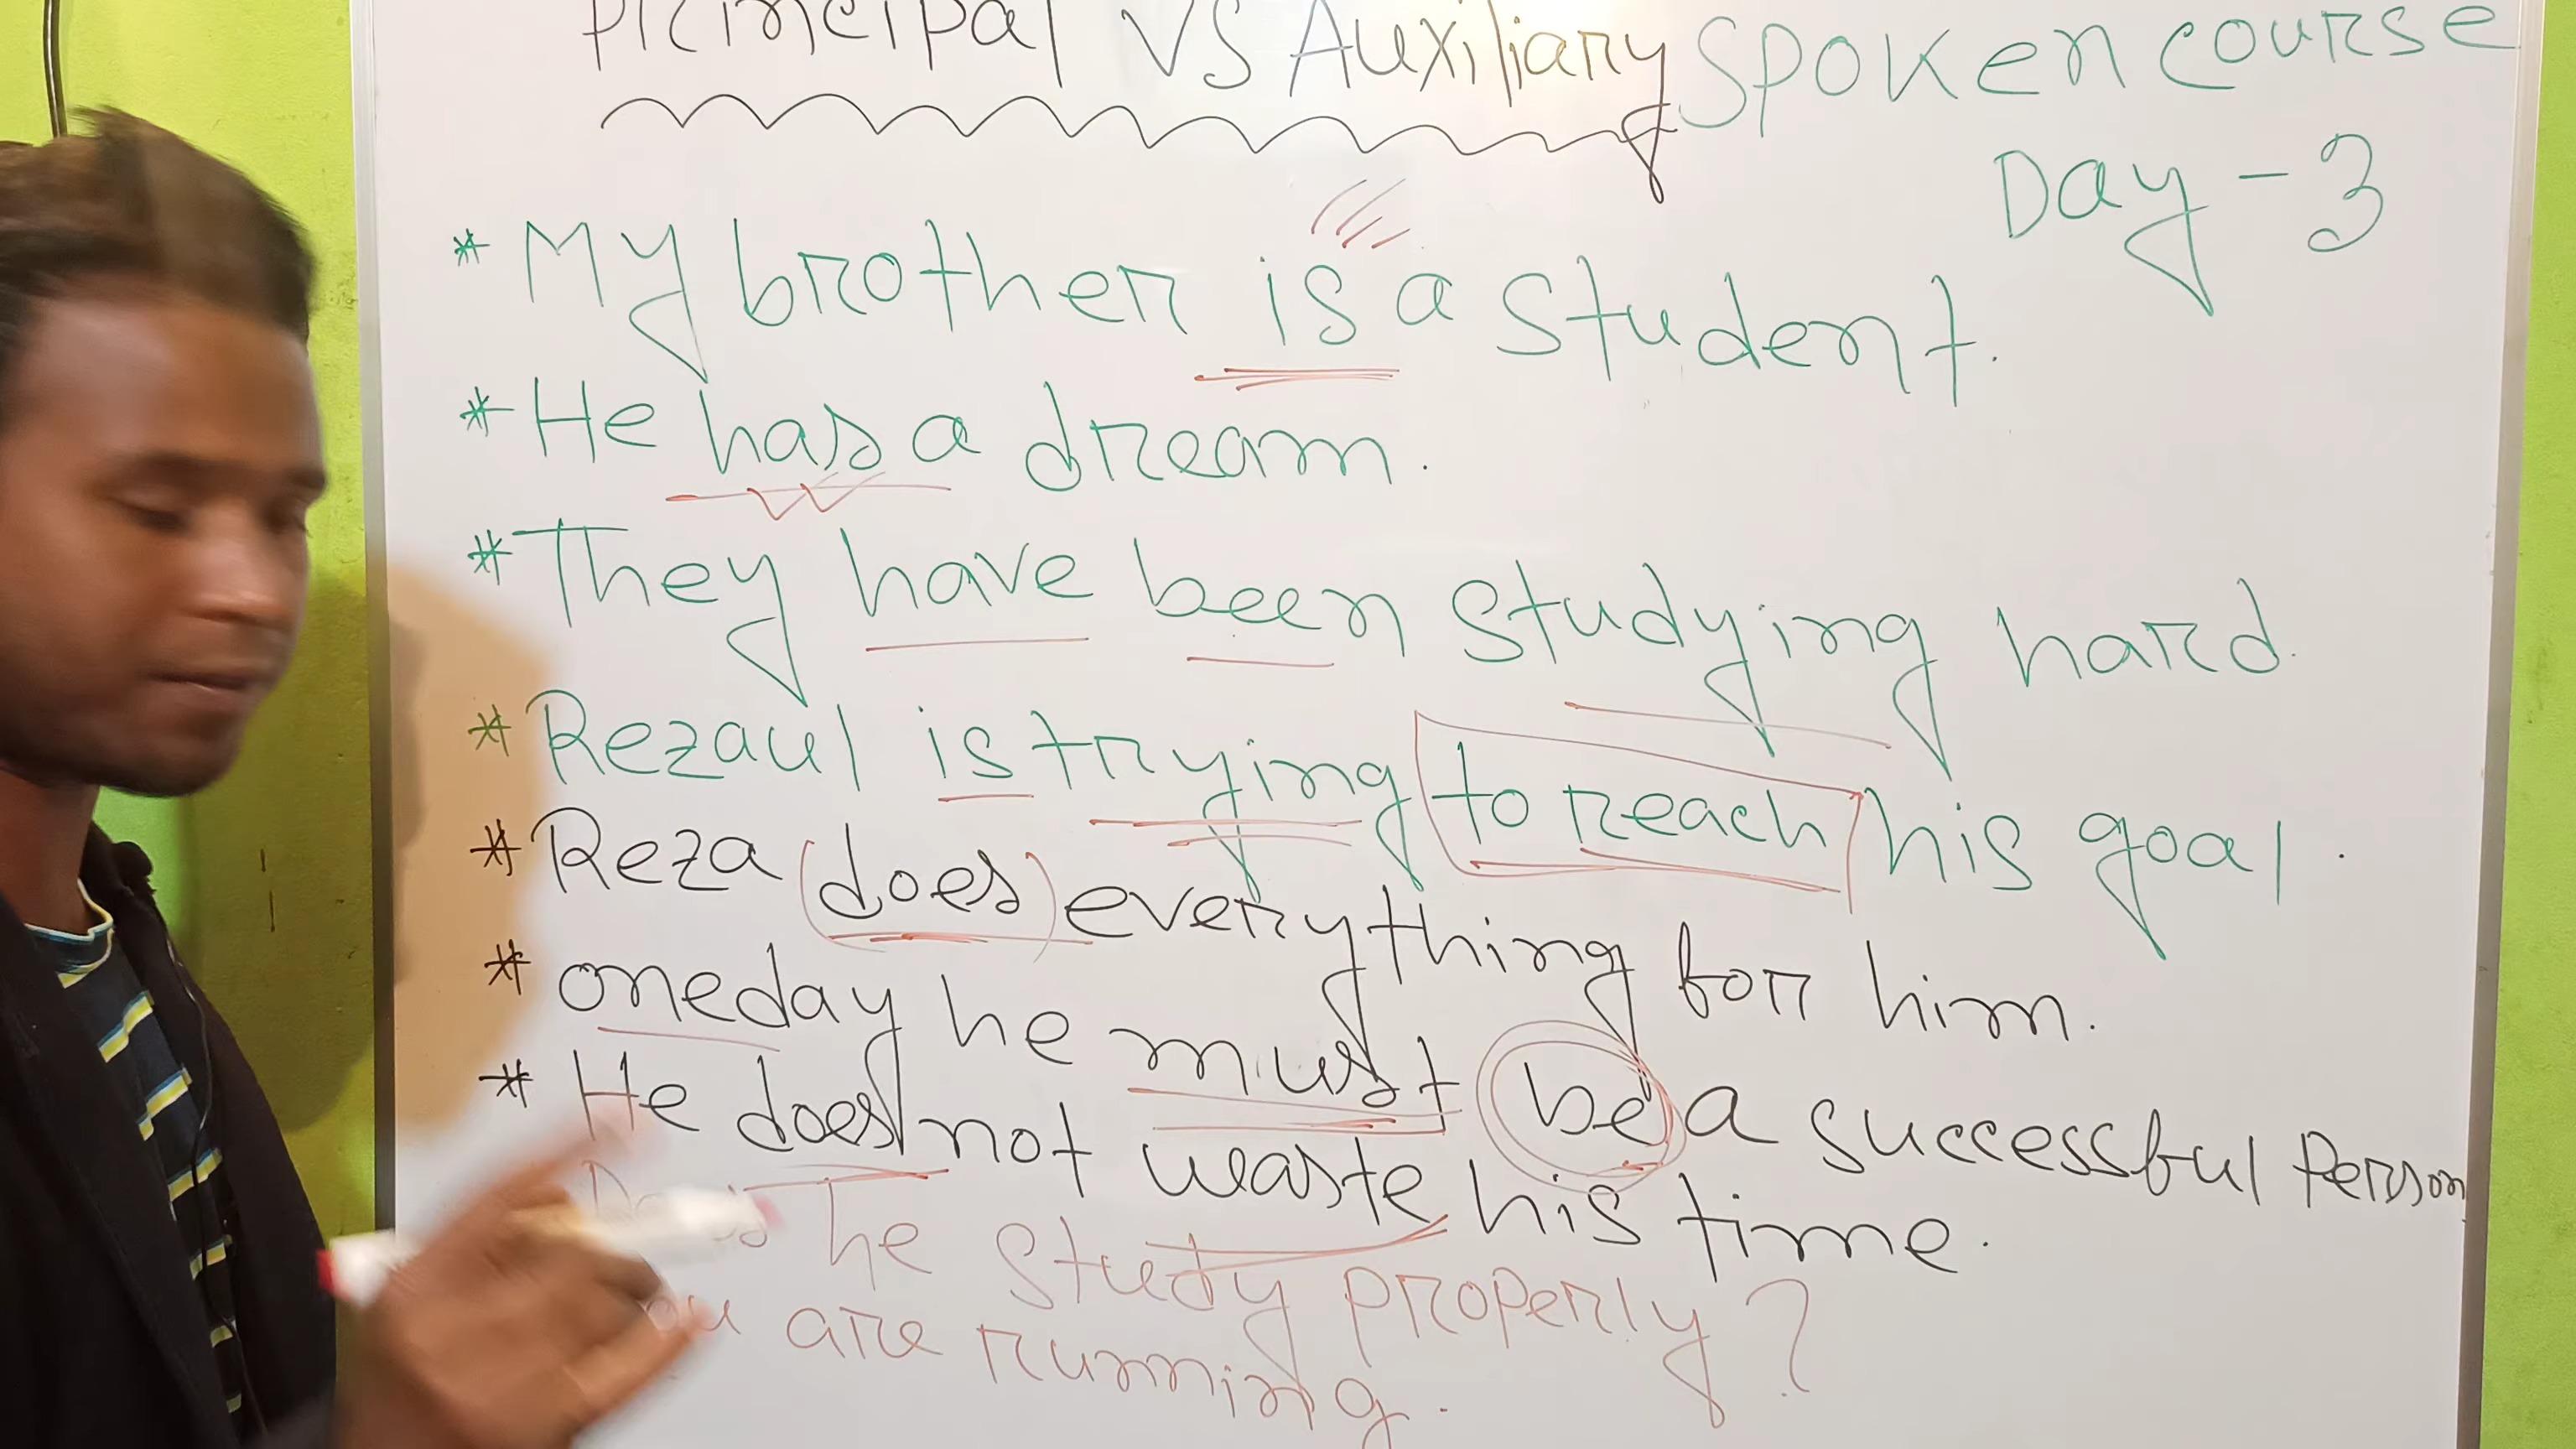 Principal VS Auxiliary
Spoken course
Day - 3
* My brother is a student.
* He has a dream.
* They have been studying hard.
* Rezaul is trying to reach his goal.
* Reza (does) everything for him.
* oneday he must be a successful person
* He does not waste his time.
he study properly?
are running.